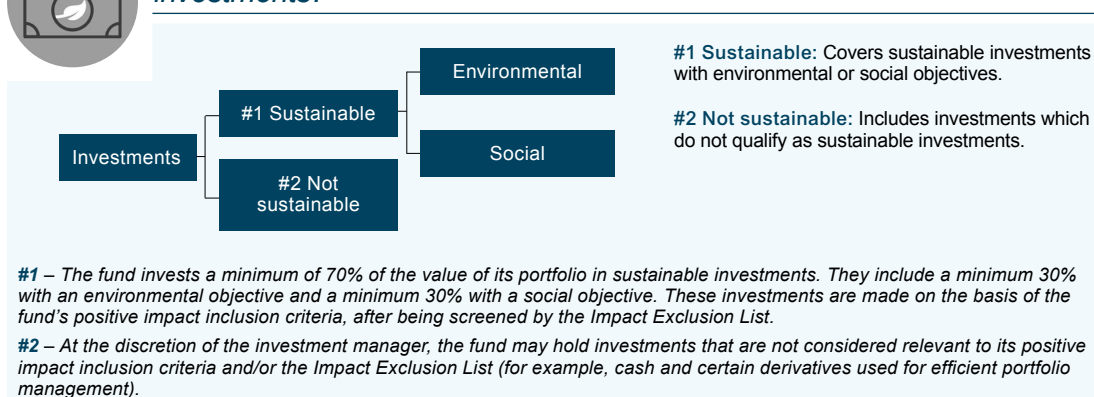 investments?
Environmental
#1 Sustainable
Investments
Social
#2 Not
sustainable
#1 Sustainable: Covers sustainable investments
with environmental or social objectives.
#2 Not sustainable: Includes investments which
do not qualify as sustainable investments.
#1 – The fund invests a minimum of 70% of the value of its portfolio in sustainable investments. They include a minimum 30%
with an environmental objective and a minimum 30% with a social objective. These investments are made on the basis of the
fund's positive impact inclusion criteria, after being screened by the Impact Exclusion List.
#2 – At the discretion of the investment manager, the fund may hold investments that are not considered relevant to its positive
impact inclusion criteria and/or the Impact Exclusion List (for example, cash and certain derivatives used for efficient portfolio
management).